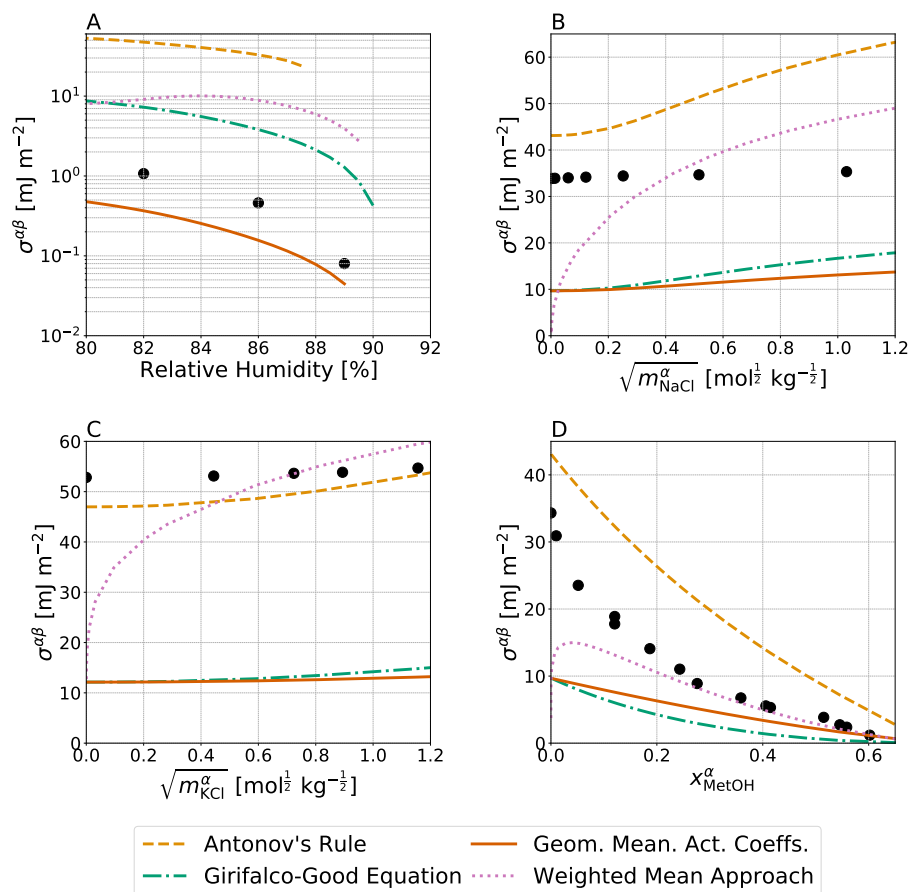 A
σ^αβ [mJ m⁻²]
10¹
10⁰
10⁻¹
10⁻²
80 82 84 86 88 90 92
Relative Humidity [%]
B
σ^αβ [mJ m⁻²]
60
50
40
30
20
10
0
0.0 0.2 0.4 0.6 0.8 1.0 1.2
√m^α_NaCl [mol^½ kg^-½]
C
σ^αβ [mJ m⁻²]
60
50
40
30
20
10
0
0.0 0.2 0.4 0.6 0.8 1.0 1.2
√m^α_KCl [mol^½ kg^-½]
D
σ^αβ [mJ m⁻²]
40
30
20
10
0
0.0 0.2 0.4 0.6
x^α_MetOH
Antonov's Rule
Girifalco-Good Equation
Geom. Mean. Act. Coeffs.
Weighted Mean Approach